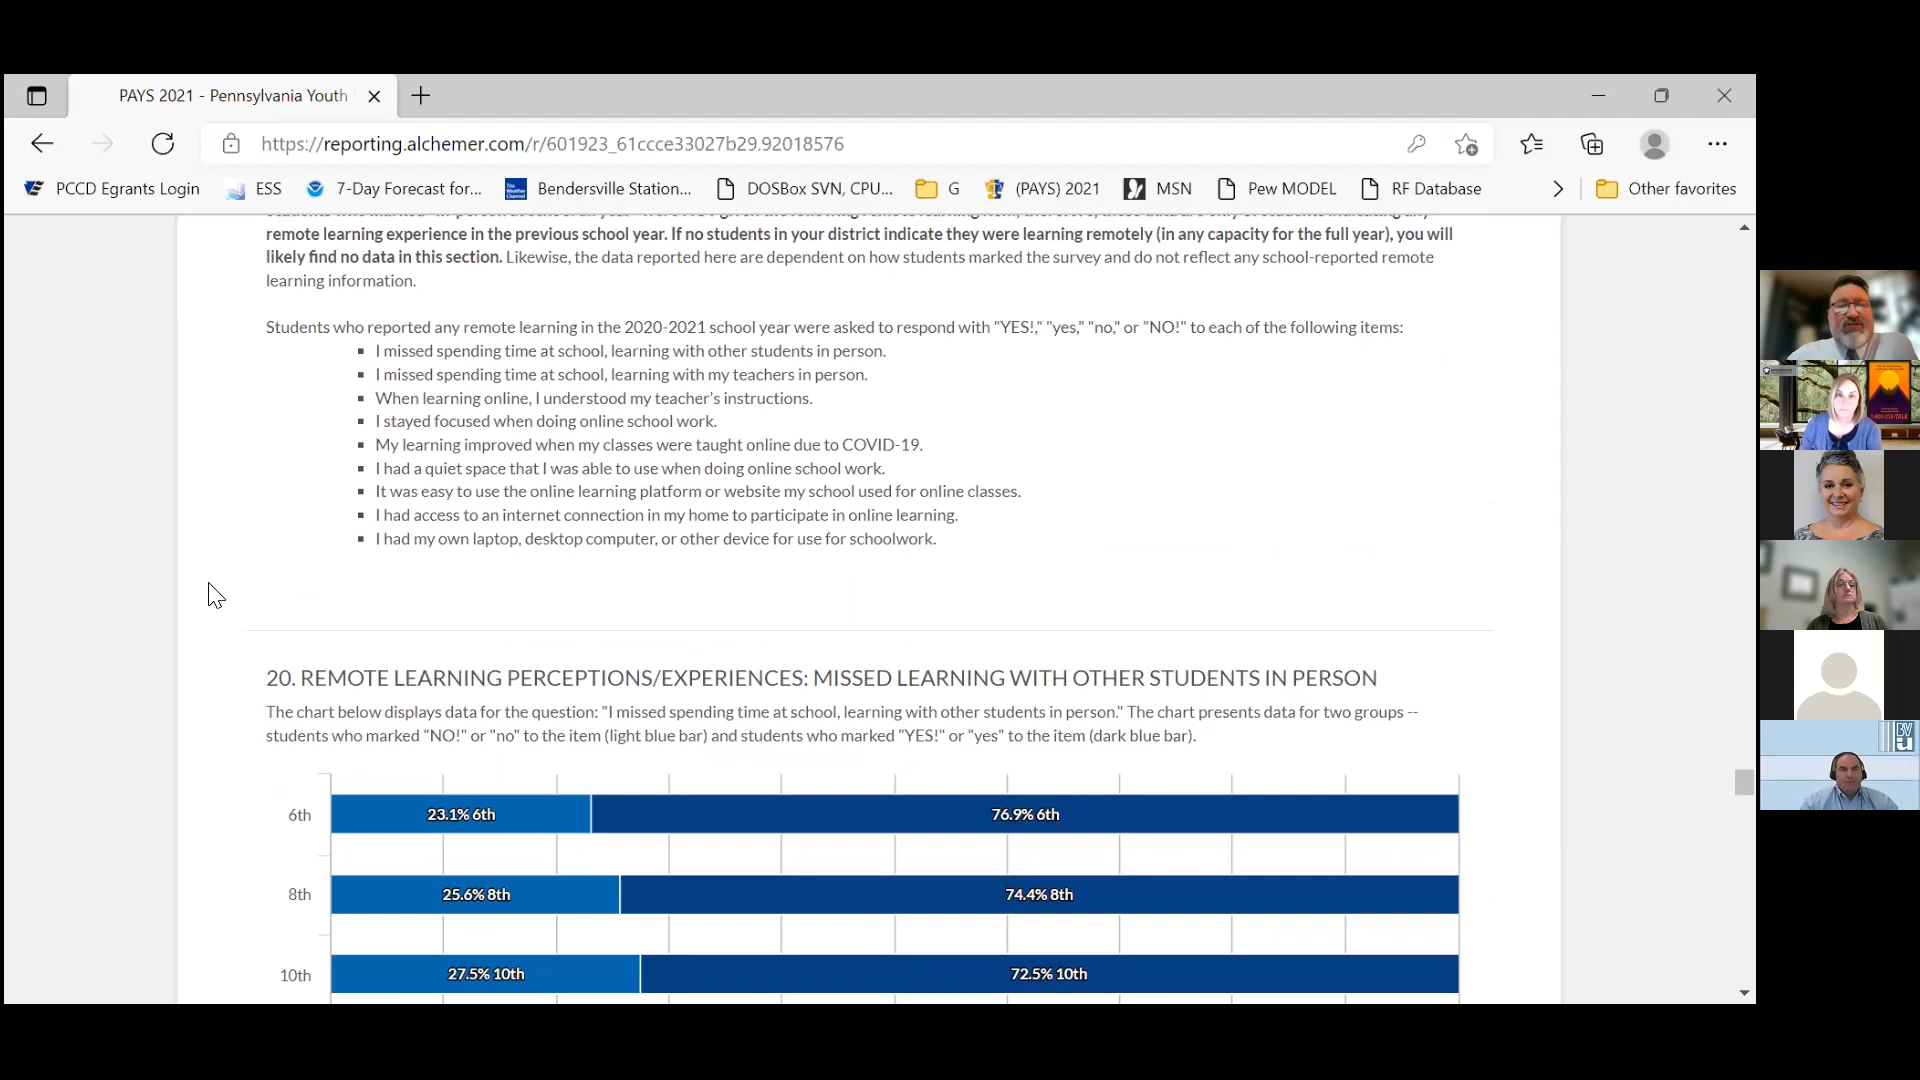 PAYS 2021 - Pennsylvania Youth
https://reporting.alchemer.com/r/601923_61ccce33027b29.92018576
PCCD Egrants Login ESS 7-Day Forecast for... Bendersville Station... DOSBox SVN, CPU... G (PAYS) 2021 MSN Pew MODEL RF Database Other favorites
remote learning experience in the previous school year. If no students in your district indicate they were learning remotely (in any capacity for the full year), you will
likely find no data in this section. Likewise, the data reported here are dependent on how students marked the survey and do not reflect any school-reported remote
learning information.
Students who reported any remote learning in the 2020-2021 school year were asked to respond with "YES!," "yes," "no," or "NO!" to each of the following items:
▪ I missed spending time at school, learning with other students in person.
▪ I missed spending time at school, learning with my teachers in person.
▪ When learning online, I understood my teacher's instructions.
▪ I stayed focused when doing online school work.
▪ My learning improved when my classes were taught online due to COVID-19.
▪ I had a quiet space that I was able to use when doing online school work.
▪ It was easy to use the online learning platform or website my school used for online classes.
▪ I had access to an internet connection in my home to participate in online learning.
▪ I had my own laptop, desktop computer, or other device for use for schoolwork.
20. REMOTE LEARNING PERCEPTIONS/EXPERIENCES: MISSED LEARNING WITH OTHER STUDENTS IN PERSON
The chart below displays data for the question: "I missed spending time at school, learning with other students in person." The chart presents data for two groups --
students who marked "NO!" or "no" to the item (light blue bar) and students who marked "YES!" or "yes" to the item (dark blue bar).
6th 23.1% 6th 76.9% 6th
8th 25.6% 8th 74.4% 8th
10th 27.5% 10th 72.5% 10th